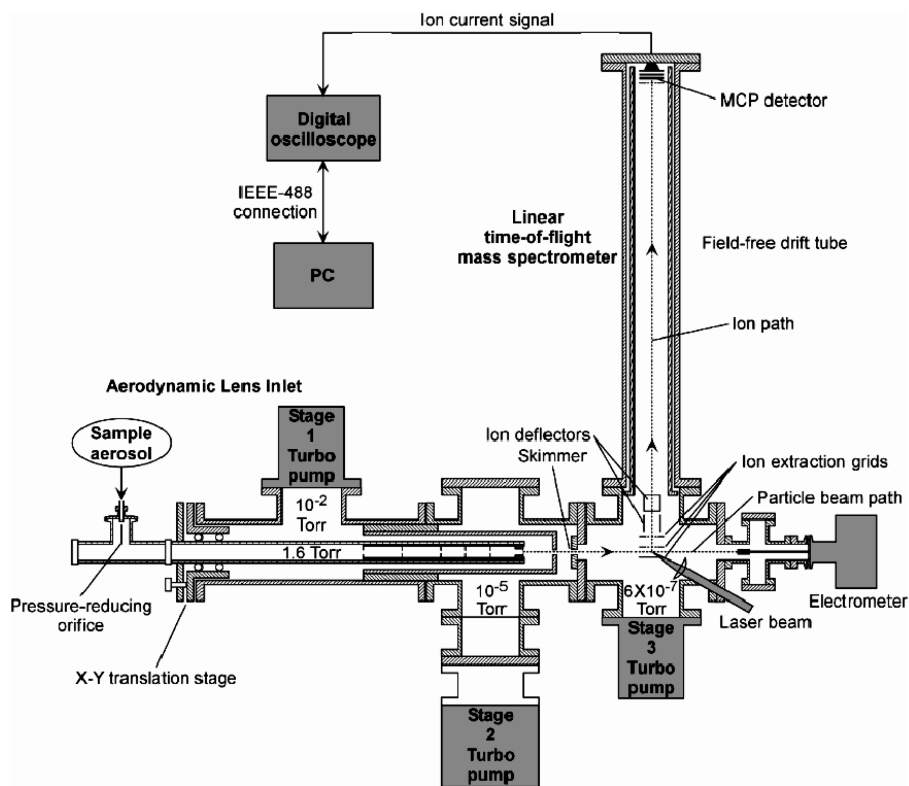 Ion current signal
MCP detector
Digital
oscilloscope
IEEE-488
connection
PC
Linear
time-of-flight
mass spectrometer
Field-free drift tube
Ion path
Aerodynamic Lens Inlet
Sample
aerosol
Stage
1
Turbo
pump
Ion deflectors
Skimmer
Ion extraction grids
Particle beam path
10-2
Torr
1.6 Torr
Pressure-reducing
orifice
X-Y translation stage
10-5
Torr
6X10-7
Torr
Electrometer
Laser beam
Stage
3
Turbo
pump
Stage
2
Turbo
pump